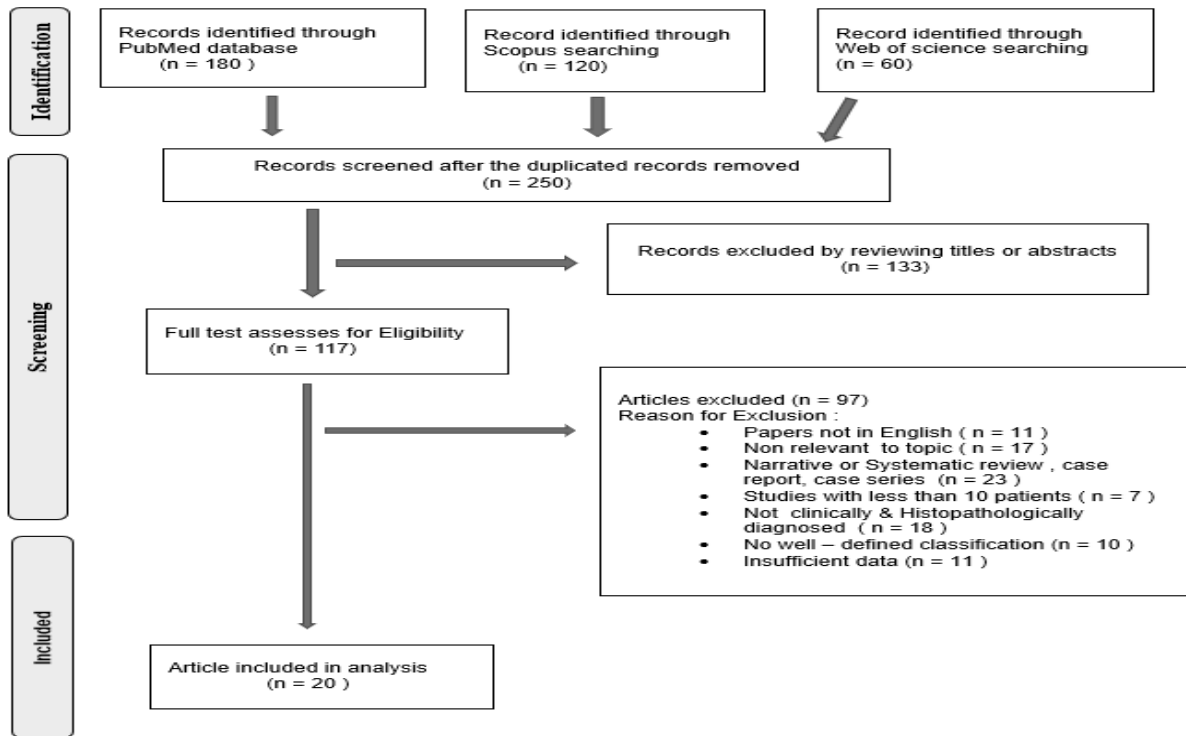 Identification
Records identified through
PubMed database
(n = 180 )
Record identified through
Scopus searching
(n = 120)
Record identified through
Web of science searching
(n = 60)
Screening
Records screened after the duplicated records removed
(n = 250)
Records excluded by reviewing titles or abstracts
(n = 133)
Full test assesses for Eligibility
(n = 117)
Articles excluded (n = 97)
Reason for Exclusion :
• Papers not in English ( n = 11 )
• Non relevant to topic ( n = 17 )
• Narrative or Systematic review , case
report, case series (n = 23 )
• Studies with less than 10 patients ( n = 7 )
• Not clinically & Histopathologically
diagnosed ( n = 18 )
• No well – defined classification (n = 10 )
• Insufficient data (n = 11 )
Included
Article included in analysis
(n = 20 )